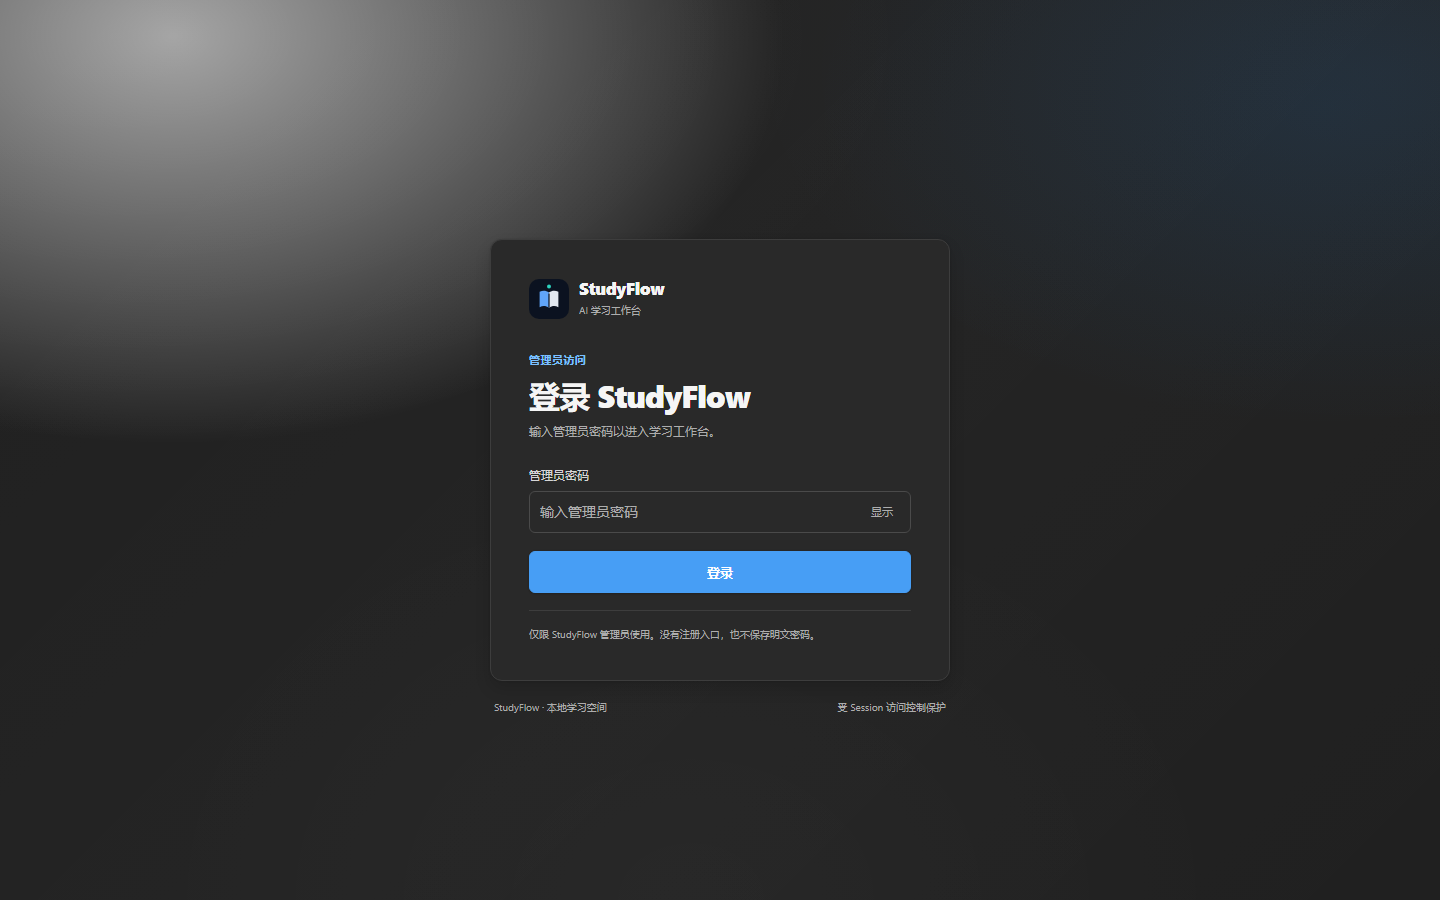 StudyFlow
AI 学习工作台
管理员访问
登录 StudyFlow
输入管理员密码以进入学习工作台。
管理员密码
输入管理员密码 显示
登录
仅限 StudyFlow 管理员使用。没有注册入口，也不保存明文密码。
StudyFlow · 本地学习空间 受 Session 访问控制保护